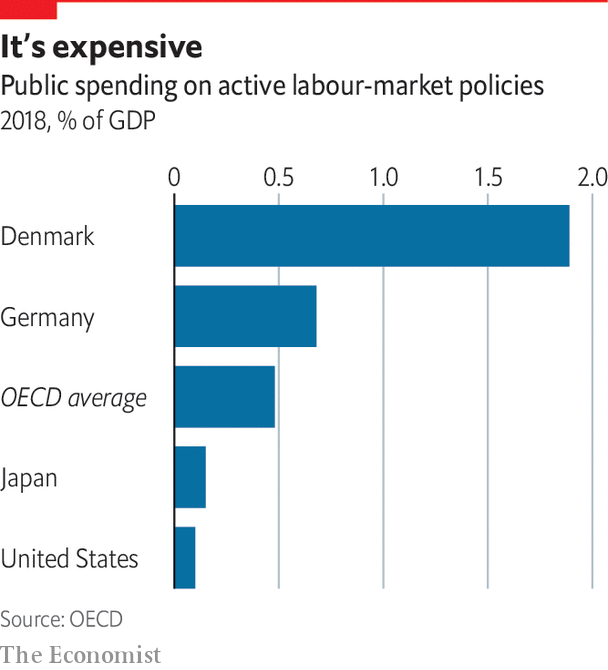 It's expensive
Public spending on active labour-market policies
2018, % of GDP
0 0.5 1.0 1.5 2.0
Denmark
Germany
OECD average
Japan
United States
Source: OECD
The Economist